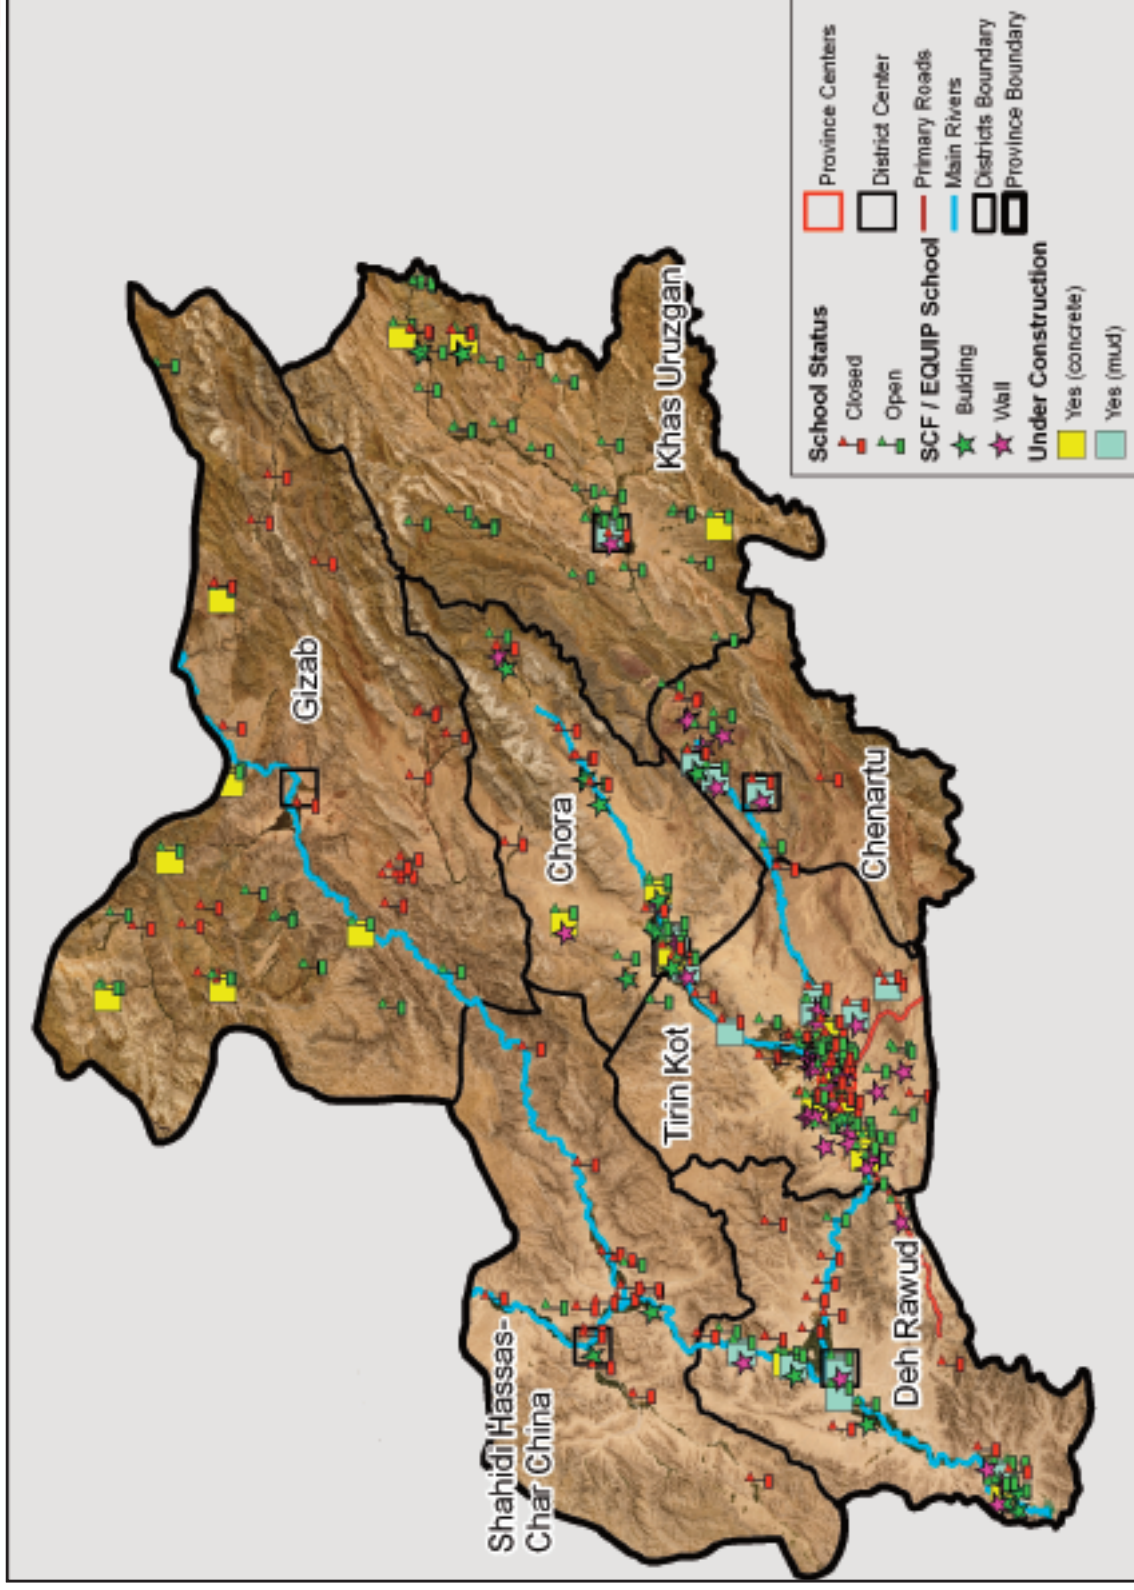 Gizab
Khas Uruzgan
Chora
Shahidi Hassas-
Char China
Tirin Kot
Chenartu
Deh Rawud
School Status
Closed
Open
SCF / EQUIP School
Bulding
Wall
Under Construction
Yes (concrete)
Yes (mud)
Province Centers
District Center
Primary Roads
Main Rivers
Districts Boundary
Province Boundary